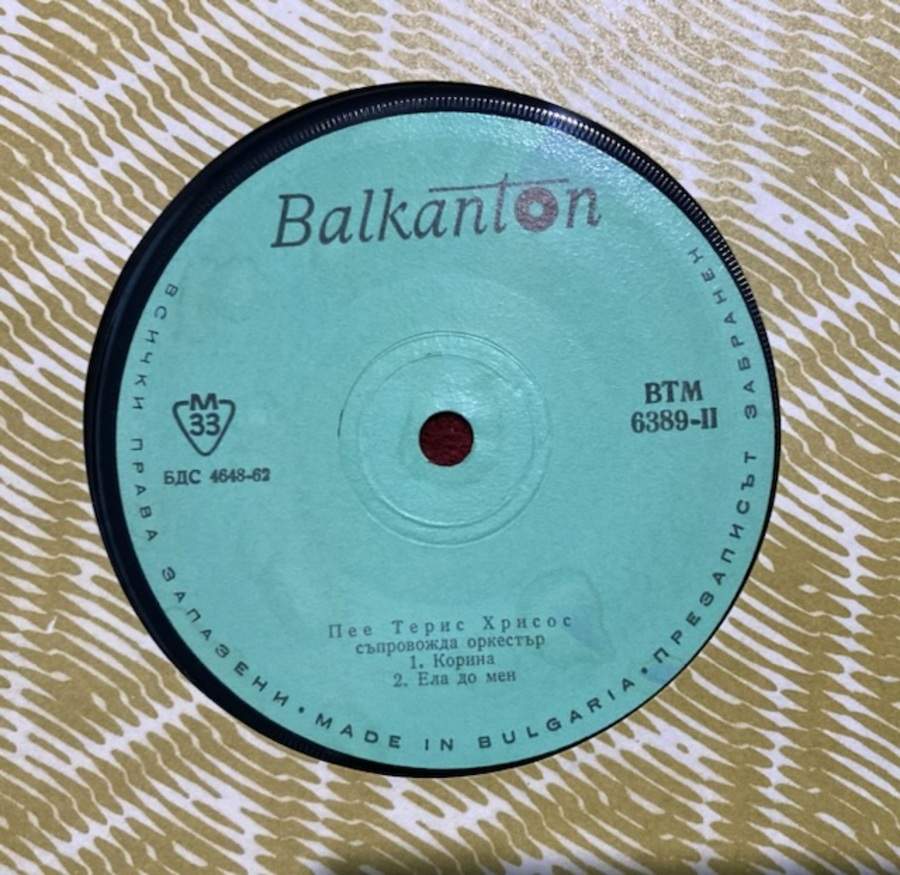 Balkanton
М
33
БДС 4648-62
ВТМ
6389-II
Пее Терис Хрисос
съпровожда оркестър
1. Корина
2. Ела до мен
ВСИЧКИ ПРАВА ЗАПАЗЕНИ • MADE IN BULGARIA • ПРЕЗАПИСЪТ ЗАБРАНЕН